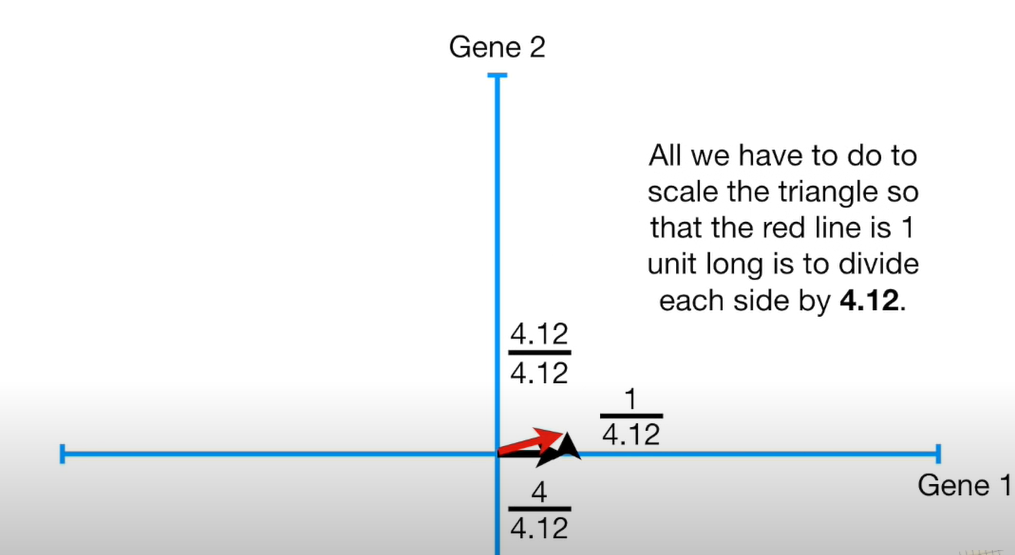 Gene 2
All we have to do to
scale the triangle so
that the red line is 1
unit long is to divide
each side by 4.12.
4.12
4.12
1
4.12
Gene 1
4
4.12